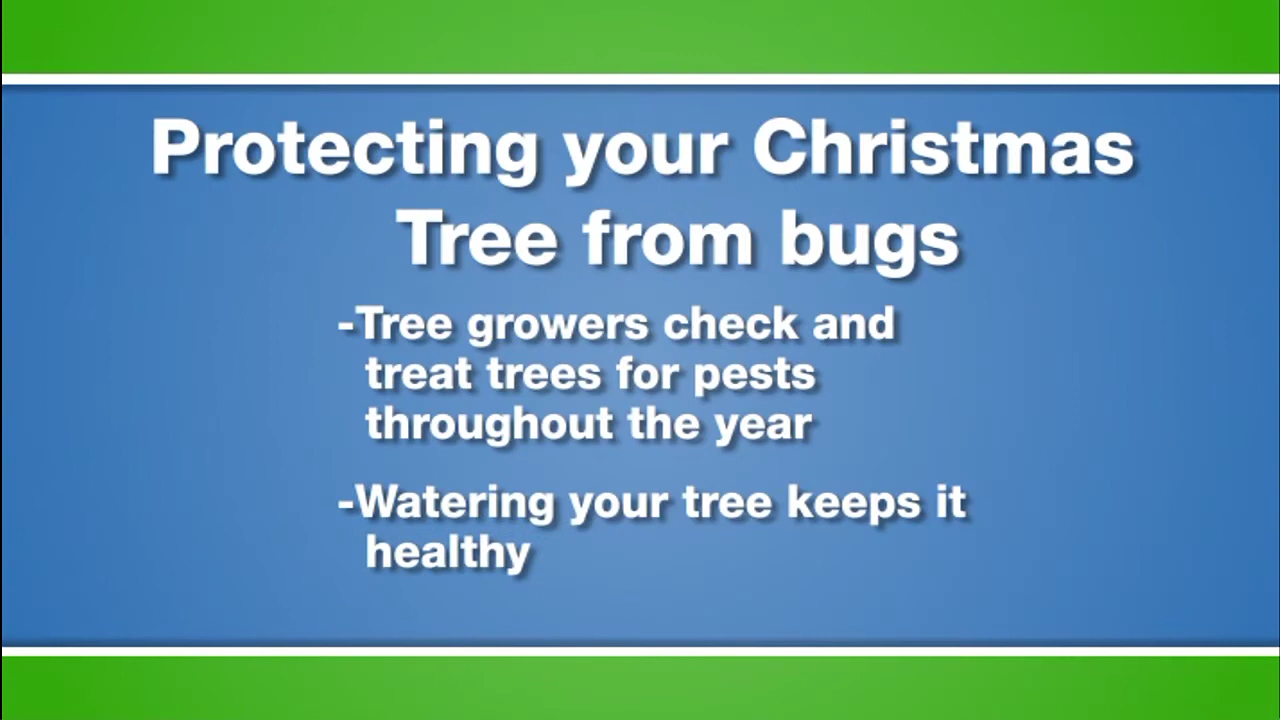 Protecting your Christmas
Tree from bugs
-Tree growers check and
treat trees for pests
throughout the year
-Watering your tree keeps it
healthy